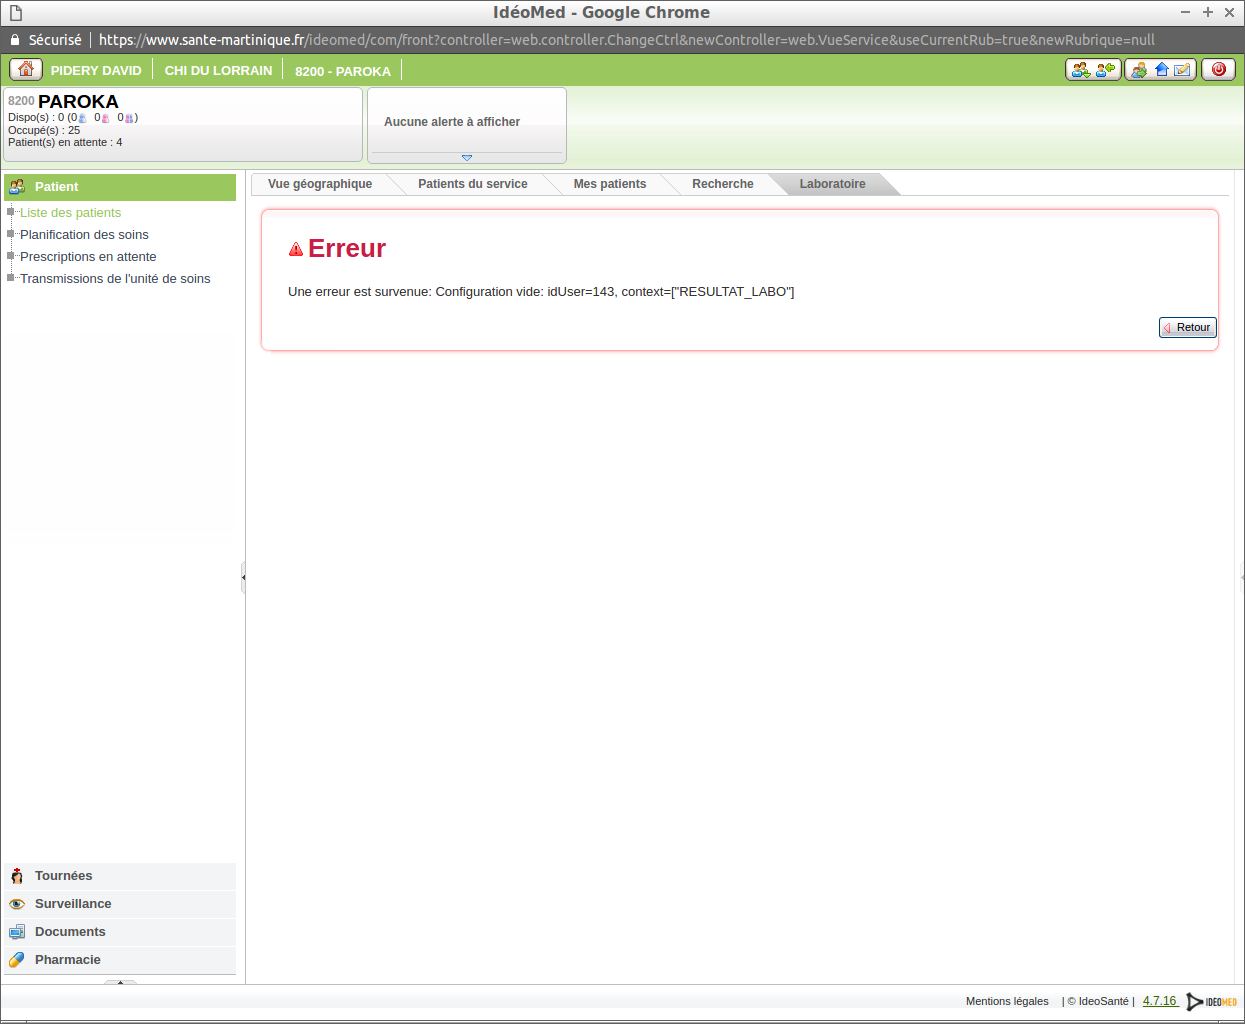 IdéoMed - Google Chrome
Sécurisé | https://www.sante-martinique.fr/ideomed/com/front?controller=web.controller.ChangeCtrl&newController=web.VueService&useCurrentRub=true&newRubrique=null
PIDERY DAVID CHI DU LORRAIN 8200 - PAROKA
8200 PAROKA
Dispo(s) : 0 (0 0 0 )
Occupé(s) : 25
Patient(s) en attente : 4
Aucune alerte à afficher
Patient
Liste des patients
Planification des soins
Prescriptions en attente
Transmissions de l'unité de soins
Vue géographique Patients du service Mes patients Recherche Laboratoire
Erreur
Une erreur est survenue: Configuration vide: idUser=143, context=["RESULTAT_LABO"]
Retour
Tournées
Surveillance
Documents
Pharmacie
Mentions légales | © IdeoSanté | 4.7.16 IDEOMED